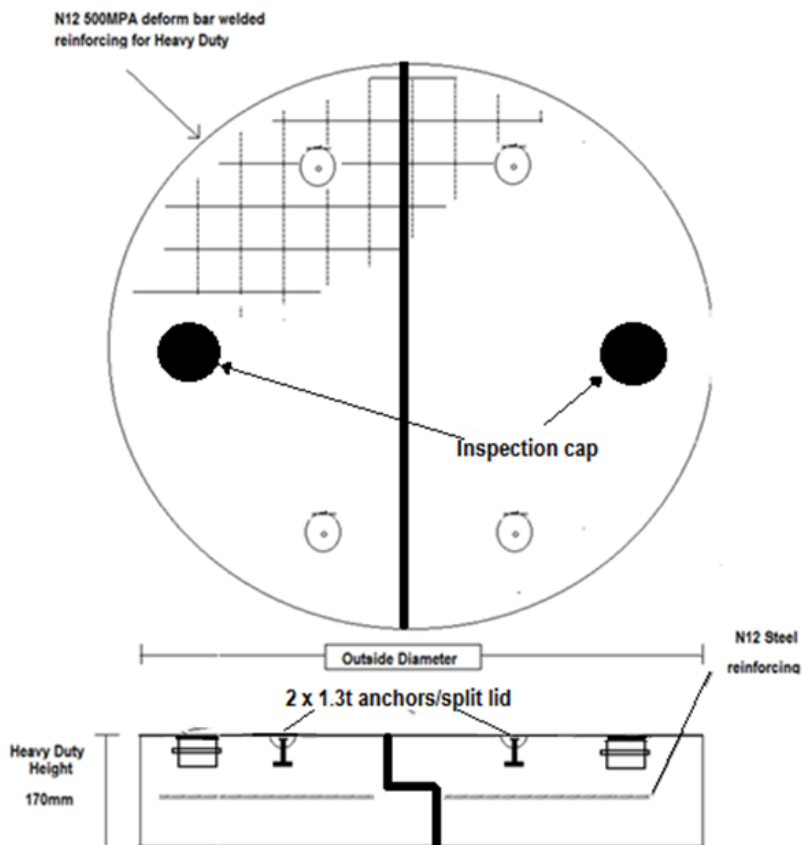 N12 500MPA deform bar welded
reinforcing for Heavy Duty
Inspection cap
Outside Diameter
N12 Steel
reinforcing
2 x 1.3t anchors/split lid
Heavy Duty
Height
170mm